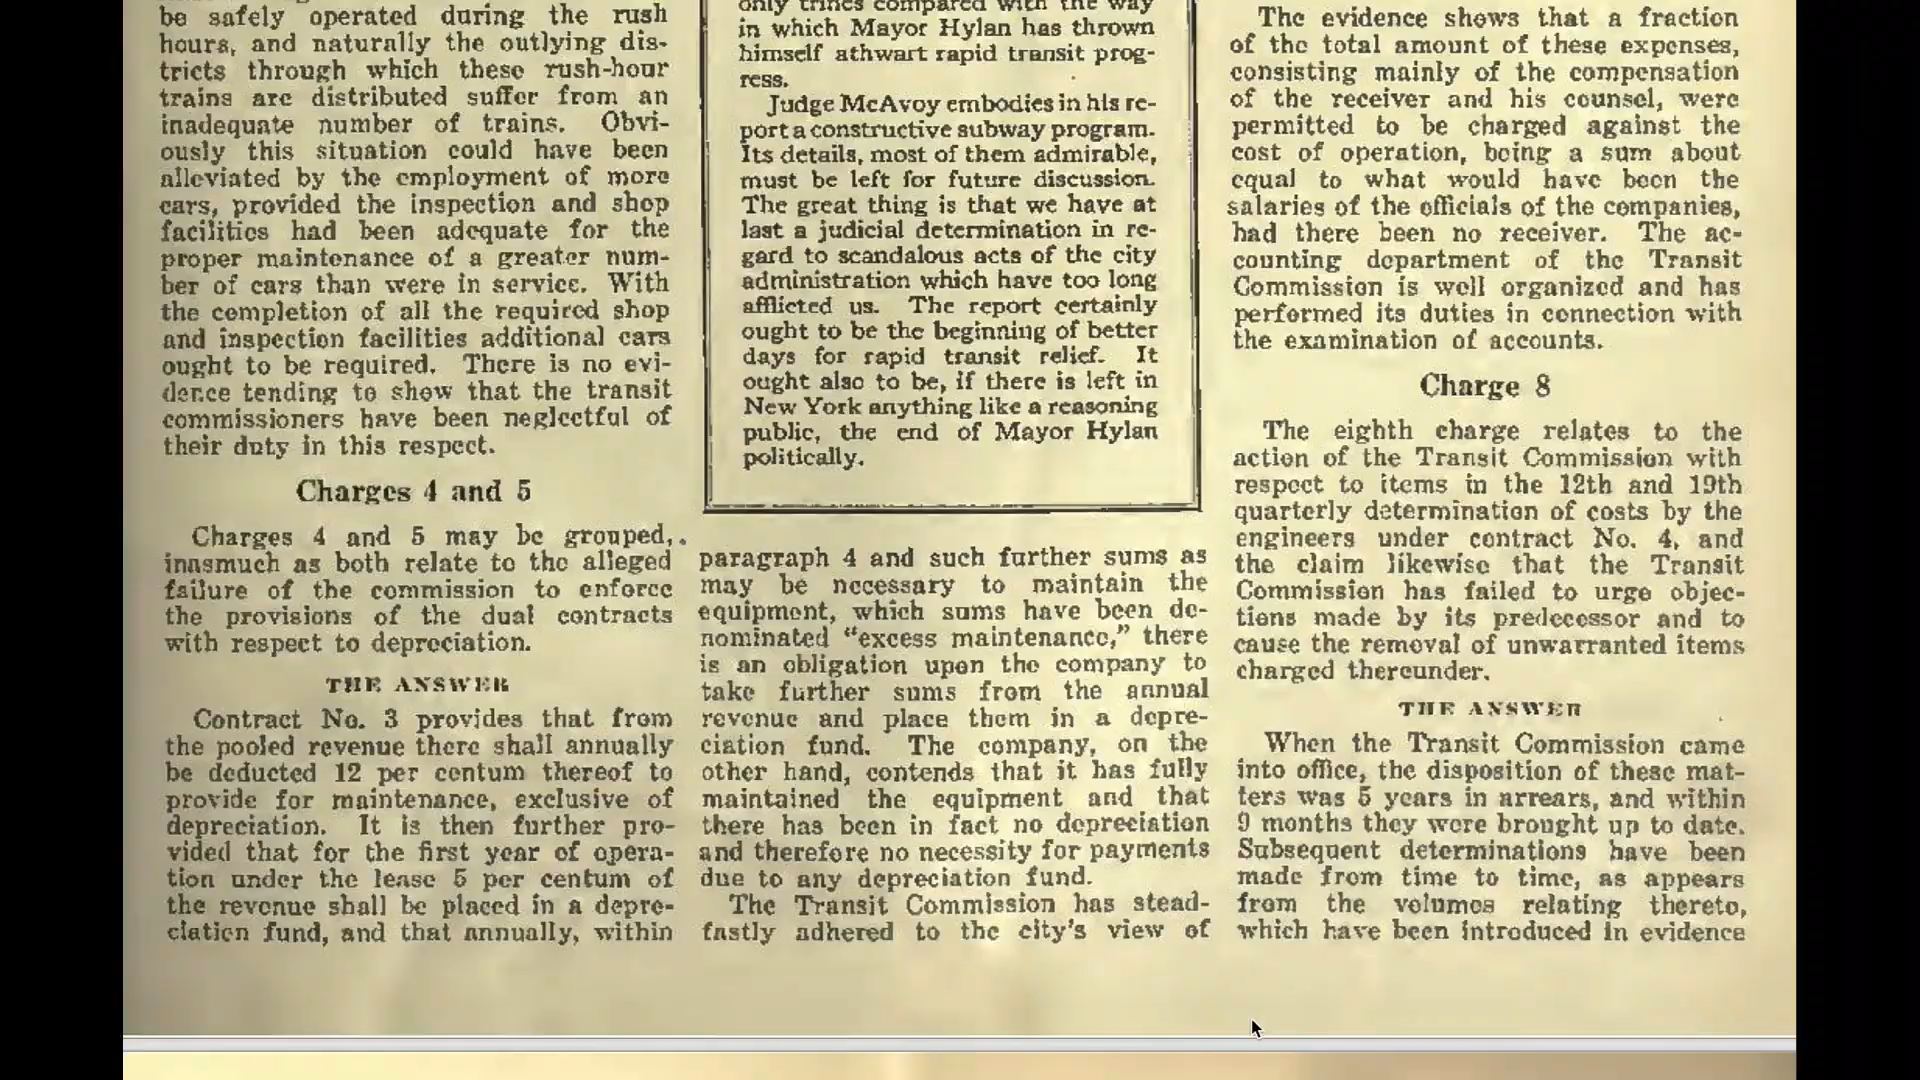 be safely operated during the rush
hours, and naturally the outlying dis-
tricts through which these rush-hour
trains are distributed suffer from an
inadequate number of trains. Obvi-
ously this situation could have been
alleviated by the employment of more
cars, provided the inspection and shop
facilities had been adequate for the
proper maintenance of a greater num-
ber of cars than were in service. With
the completion of all the required shop
and inspection facilities additional cars
ought to be required. There is no evi-
dence tending to show that the transit
commissioners have been neglectful of
their duty in this respect.
Charges 4 and 5
Charges 4 and 5 may be grouped,
inasmuch as both relate to the alleged
failure of the commission to enforce
the provisions of the dual contracts
with respect to depreciation.
THE ANSWER
Contract No. 3 provides that from
the pooled revenue there shall annually
be deducted 12 per centum thereof to
provide for maintenance, exclusive of
depreciation. It is then further pro-
vided that for the first year of opera-
tion under the lease 5 per centum of
the revenue shall be placed in a depre-
ciation fund, and that annually, within
only trifles compared with the way
in which Mayor Hylan has thrown
himself athwart rapid transit prog-
ress.
Judge McAvoy embodies in his re-
port a constructive subway program.
Its details, most of them admirable,
must be left for future discussion.
The great thing is that we have at
last a judicial determination in re-
gard to scandalous acts of the city
administration which have too long
afflicted us. The report certainly
ought to be the beginning of better
days for rapid transit relief. It
ought also to be, if there is left in
New York anything like a reasoning
public, the end of Mayor Hylan
politically.
paragraph 4 and such further sums as
may be necessary to maintain the
equipment, which sums have been de-
nominated "excess maintenance," there
is an obligation upon the company to
take further sums from the annual
revenue and place them in a depre-
ciation fund. The company, on the
other hand, contends that it has fully
maintained the equipment and that
there has been in fact no depreciation
and therefore no necessity for payments
due to any depreciation fund.
The Transit Commission has stead-
fastly adhered to the city's view of
The evidence shows that a fraction
of the total amount of these expenses,
consisting mainly of the compensation
of the receiver and his counsel, were
permitted to be charged against the
cost of operation, being a sum about
equal to what would have been the
salaries of the officials of the companies,
had there been no receiver. The ac-
counting department of the Transit
Commission is well organized and has
performed its duties in connection with
the examination of accounts.
Charge 8
The eighth charge relates to the
action of the Transit Commission with
respect to items in the 12th and 19th
quarterly determination of costs by the
engineers under contract No. 4, and
the claim likewise that the Transit
Commission has failed to urge objec-
tions made by its predecessor and to
cause the removal of unwarranted items
charged thereunder.
THE ANSWER
When the Transit Commission came
into office, the disposition of these mat-
ters was 5 years in arrears, and within
9 months they were brought up to date.
Subsequent determinations have been
made from time to time, as appears
from the volumes relating thereto,
which have been introduced in evidence